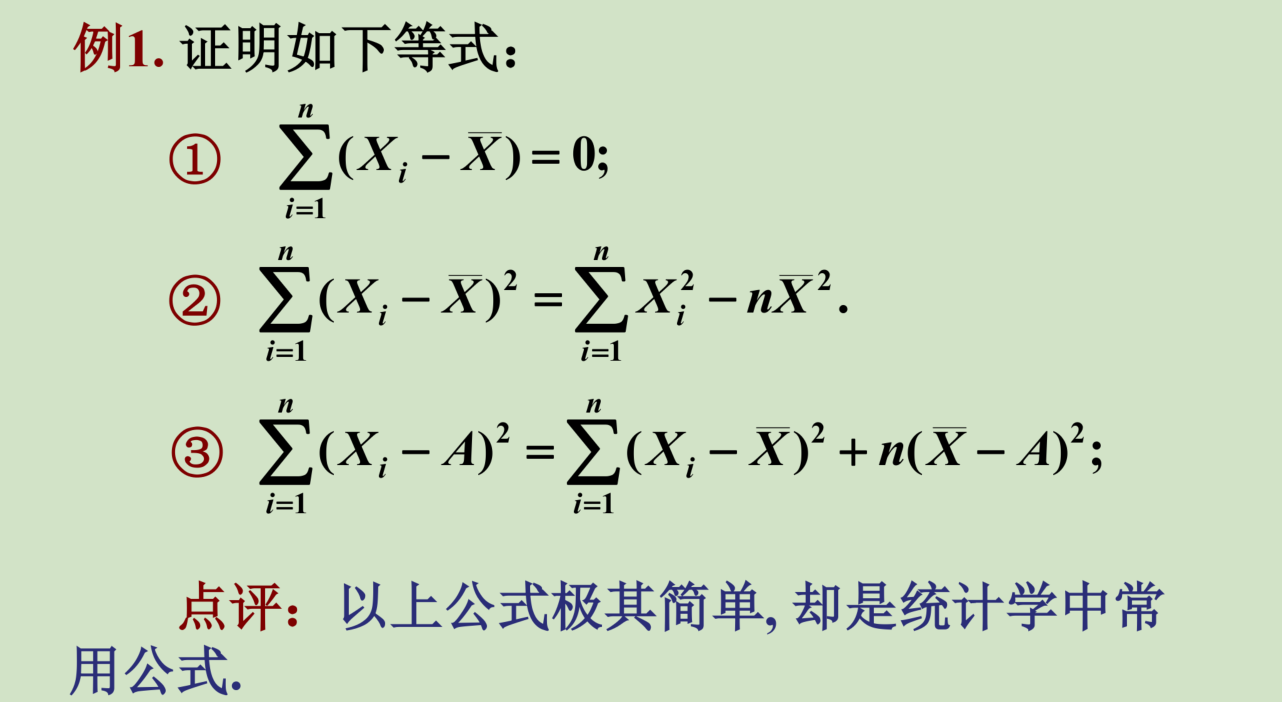 例1. 证明如下等式：
① $\sum_{i=1}^{n}(X_i - \overline{X}) = 0;$
② $\sum_{i=1}^{n}(X_i - \overline{X})^2 = \sum_{i=1}^{n} X_i^2 - n\overline{X}^2.$
③ $\sum_{i=1}^{n}(X_i - A)^2 = \sum_{i=1}^{n}(X_i - \overline{X})^2 + n(\overline{X} - A)^2;$
点评：以上公式极其简单, 却是统计学中常
用公式.